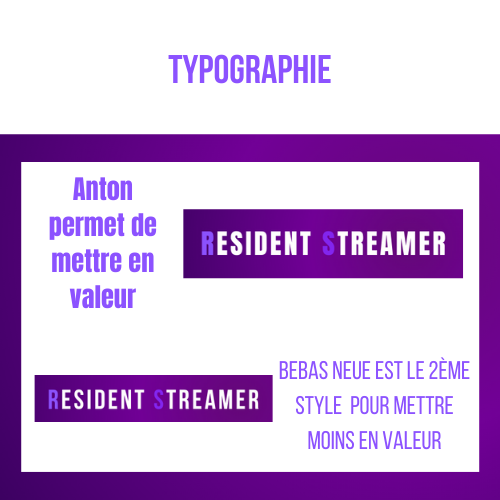 TYPOGRAPHIE
Anton
permet de
mettre en
valeur
RESIDENT STREAMER
RESIDENT STREAMER
BEBAS NEUE EST LE 2ÈME
STYLE POUR METTRE
MOINS EN VALEUR